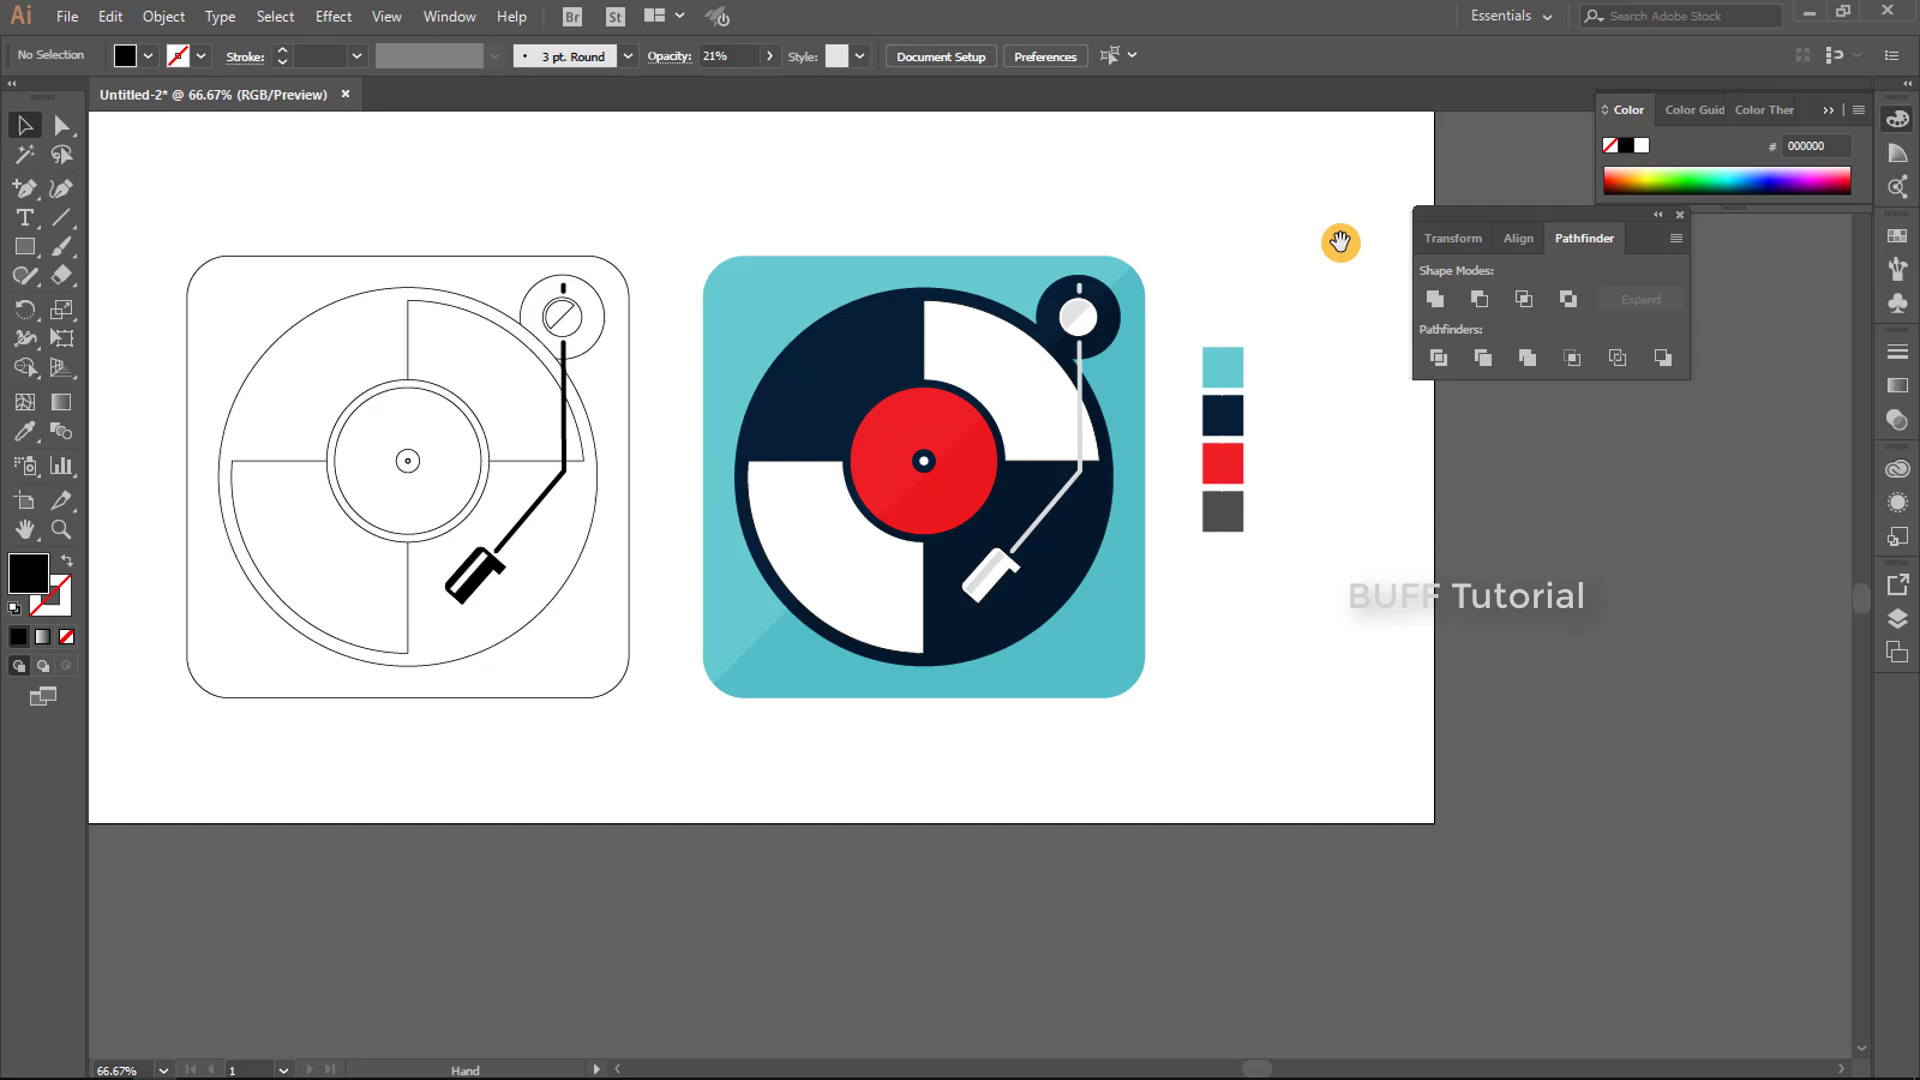 Ai File Edit Object Type Select Effect View Window Help Br St Essentials Search Adobe Stock
No Selection Stroke: 3 pt. Round Opacity: 21% Style: Document Setup Preferences
Untitled-2* @ 66.67% (RGB/Preview)
Color Color Guid Color Ther
# 000000
Transform Align Pathfinder
Shape Modes:
Expand
Pathfinders:
BUFF Tutorial
66.67% 1 Hand